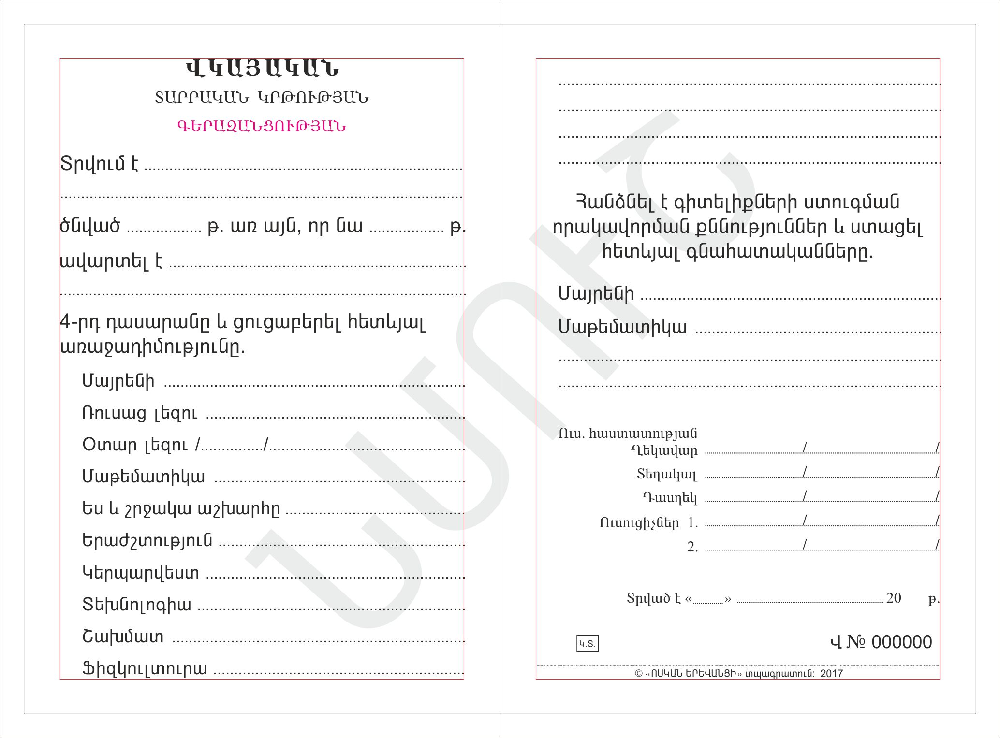 ՎԿԱՅԱԿԱՆ
ՏԱՐՐԱԿԱՆ ԿՐԹՈՒԹՅԱՆ
ԳԵՐԱԶԱՆՑՈՒԹՅԱՆ
Տրվում է ....................
....................
ծնված .................. թ. առ այն, որ նա .................. թ.
ավարտել է ....................
....................
4-րդ դասարանը և ցուցաբերել հետևյալ
առաջադիմությունը.
Մայրենի ....................
Ռուսաց լեզու ....................
Օտար լեզու /.............../....................
Մաթեմատիկա ....................
Ես և շրջակա աշխարհը ....................
Երաժշտություն ....................
Կերպարվեստ ....................
Տեխնոլոգիա ....................
Շախմատ ....................
Ֆիզկուլտուրա ....................
....................
....................
....................
....................
Հանձնել է գիտելիքների ստուգման
որակավորման քննություններ և ստացել
հետևյալ գնահատականները.
Մայրենի ....................
Մաթեմատիկա ....................
....................
....................
Ուս. հաստատության
Ղեկավար ..................../..................../
Տեղակալ ..................../..................../
Դասղեկ ..................../..................../
Ուսուցիչներ 1. ..................../..................../
2. ..................../..................../
Տրված է «..........» .................... 20 թ.
Կ.Տ.
Վ № 000000
© «ՈՍԿԱՆ ԵՐԵՎԱՆՑԻ» տպագրատուն: 2017
ՆՄՈՒՇ